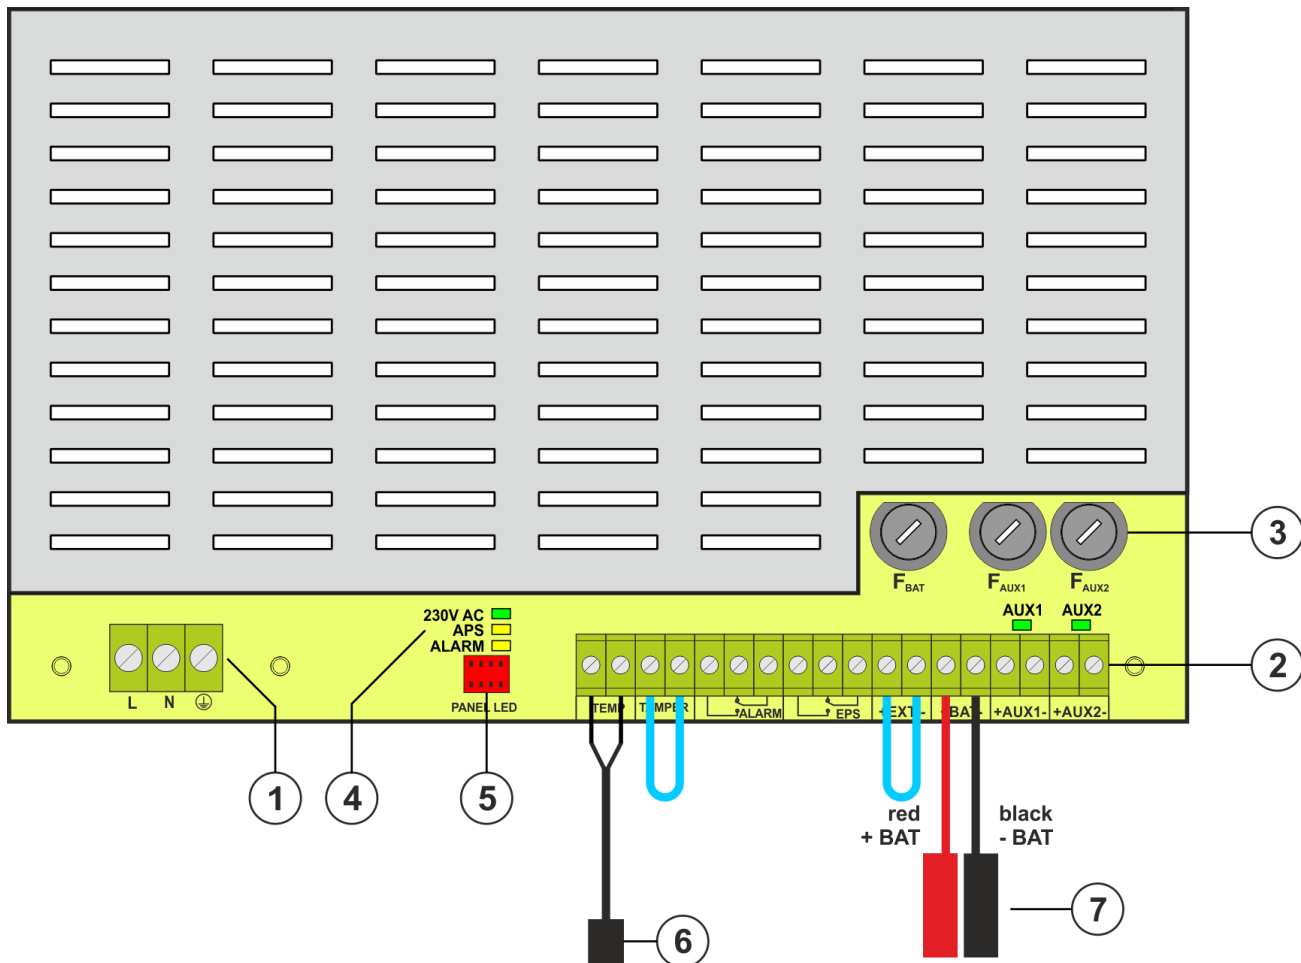 3
F BAT
F AUX1
F AUX2
AUX1
AUX2
230V AC
APS
ALARM
2
L
N
PANEL LED
TEMP
TAMPER
ALARM
EPS
+EXT-
+BAT-
+AUX1-
+AUX2-
1
4
5
red
+ BAT
black
- BAT
6
7